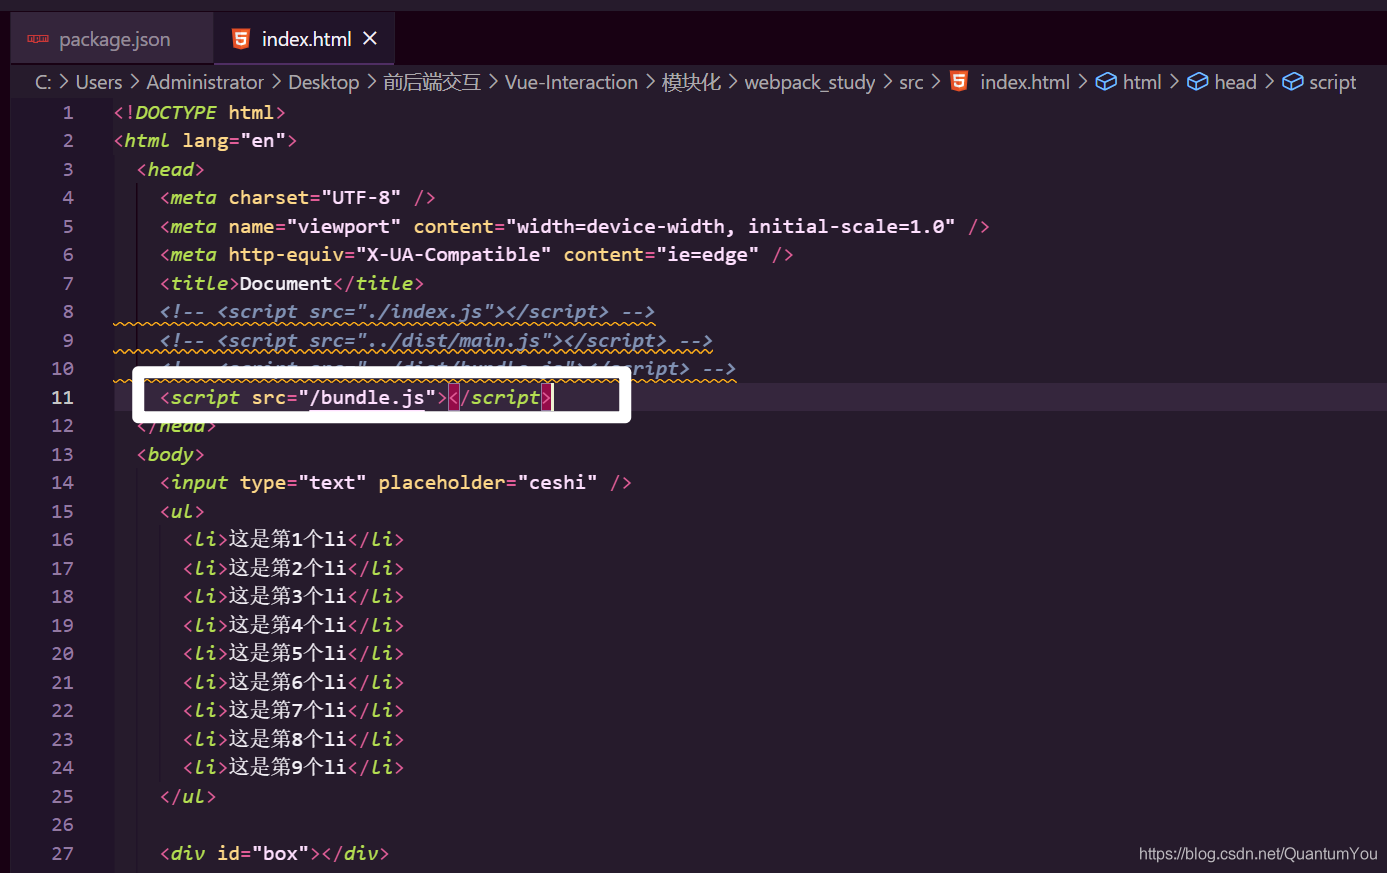 package.json index.html
C: > Users > Administrator > Desktop > 前后端交互 > Vue-Interaction > 模块化 > webpack_study > src > index.html > html > head > script
1 <!DOCTYPE html>
2 <html lang="en">
3 <head>
4 <meta charset="UTF-8" />
5 <meta name="viewport" content="width=device-width, initial-scale=1.0" />
6 <meta http-equiv="X-UA-Compatible" content="ie=edge" />
7 <title>Document</title>
8 <!-- <script src="./index.js"></script> -->
9 <!-- <script src="../dist/main.js"></script> -->
10 <!-- <script src="../dist/bundle.js"></script> -->
11 <script src="/bundle.js"></script>
12 </head>
13 <body>
14 <input type="text" placeholder="ceshi" />
15 <ul>
16 <li>这是第1个li</li>
17 <li>这是第2个li</li>
18 <li>这是第3个li</li>
19 <li>这是第4个li</li>
20 <li>这是第5个li</li>
21 <li>这是第6个li</li>
22 <li>这是第7个li</li>
23 <li>这是第8个li</li>
24 <li>这是第9个li</li>
25 </ul>
26
27 <div id="box"></div>
https://blog.csdn.net/QuantumYou